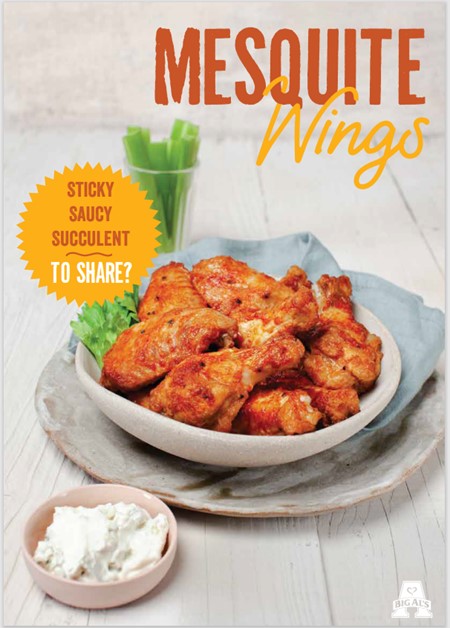 MESQUITE
Wings
STICKY
SAUCY
SUCCULENT
TO SHARE?
BIG AL'S